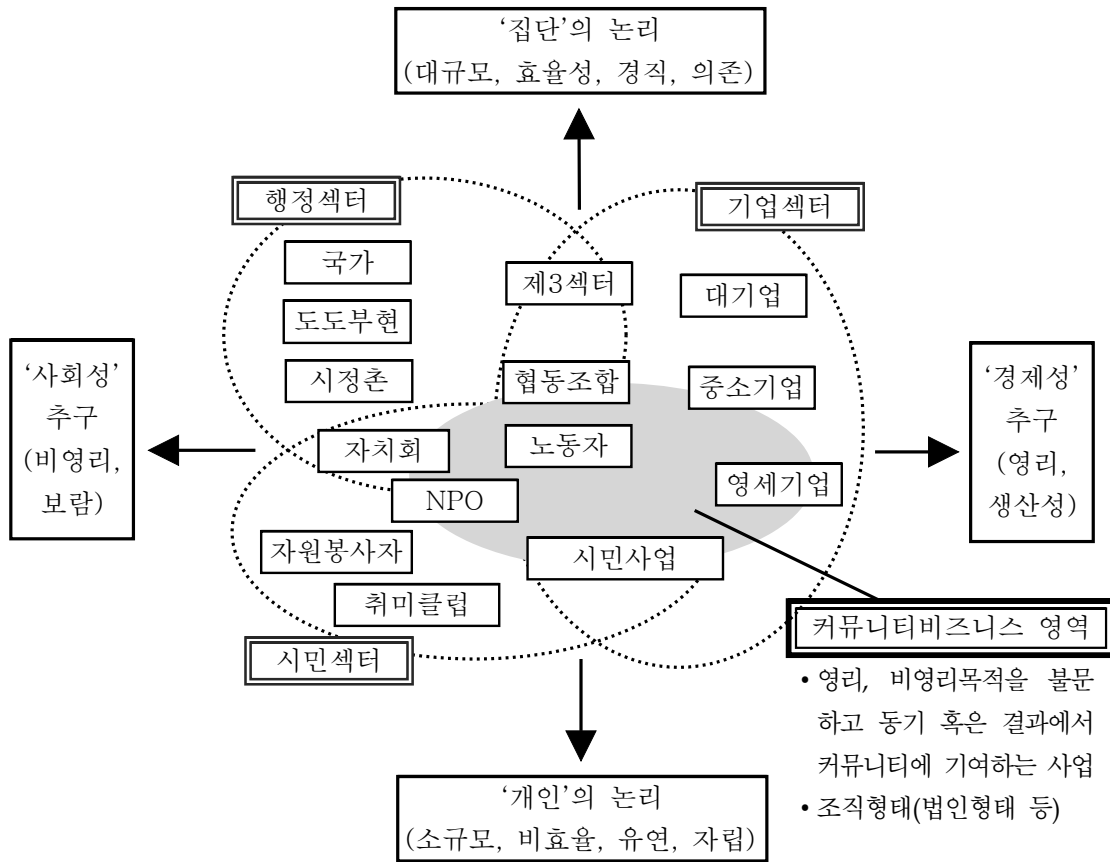 ‘집단’의 논리
(대규모, 효율성, 경직, 의존)
행정섹터
기업섹터
국가
제3섹터
대기업
도도부현
‘사회성’
추구
(비영리,
보람)
시정촌
협동조합
중소기업
‘경제성’
추구
(영리,
생산성)
자치회
노동자
NPO
영세기업
자원봉사자
시민사업
취미클럽
시민섹터
커뮤니티비즈니스 영역
• 영리, 비영리목적을 불문
하고 동기 혹은 결과에서
커뮤니티에 기여하는 사업
• 조직형태(법인형태 등)
‘개인’의 논리
(소규모, 비효율, 유연, 자립)